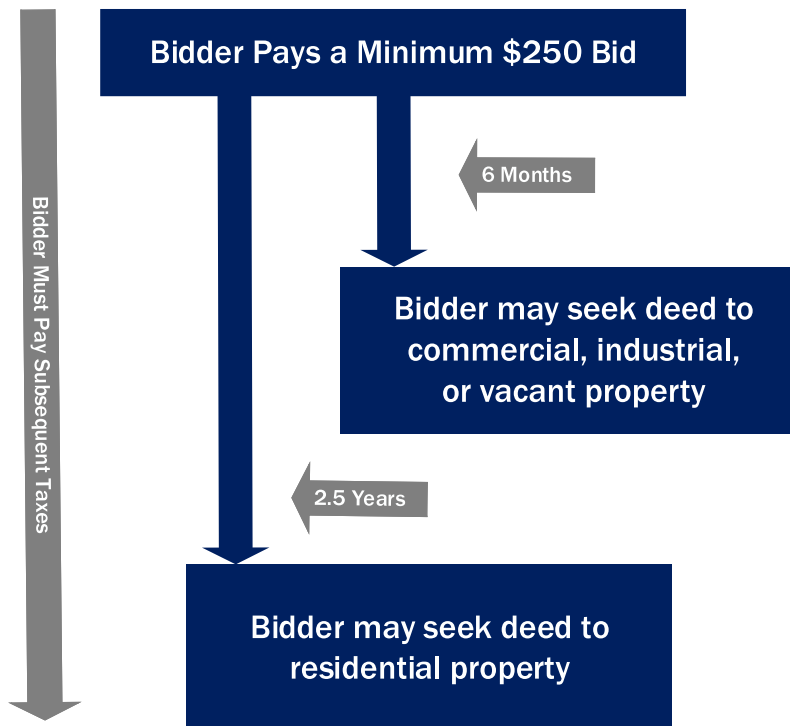 Bidder Pays a Minimum $250 Bid
6 Months
Bidder may seek deed to
commercial, industrial,
or vacant property
Bidder Must Pay Subsequent Taxes
2.5 Years
Bidder may seek deed to
residential property